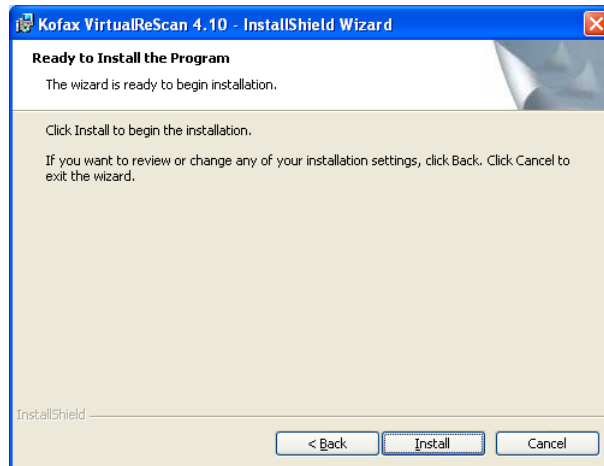 Kofax VirtualReScan 4.10 - InstallShield Wizard
Ready to Install the Program
The wizard is ready to begin installation.
Click Install to begin the installation.
If you want to review or change any of your installation settings, click Back. Click Cancel to
exit the wizard.
InstallShield
< Back
Install
Cancel